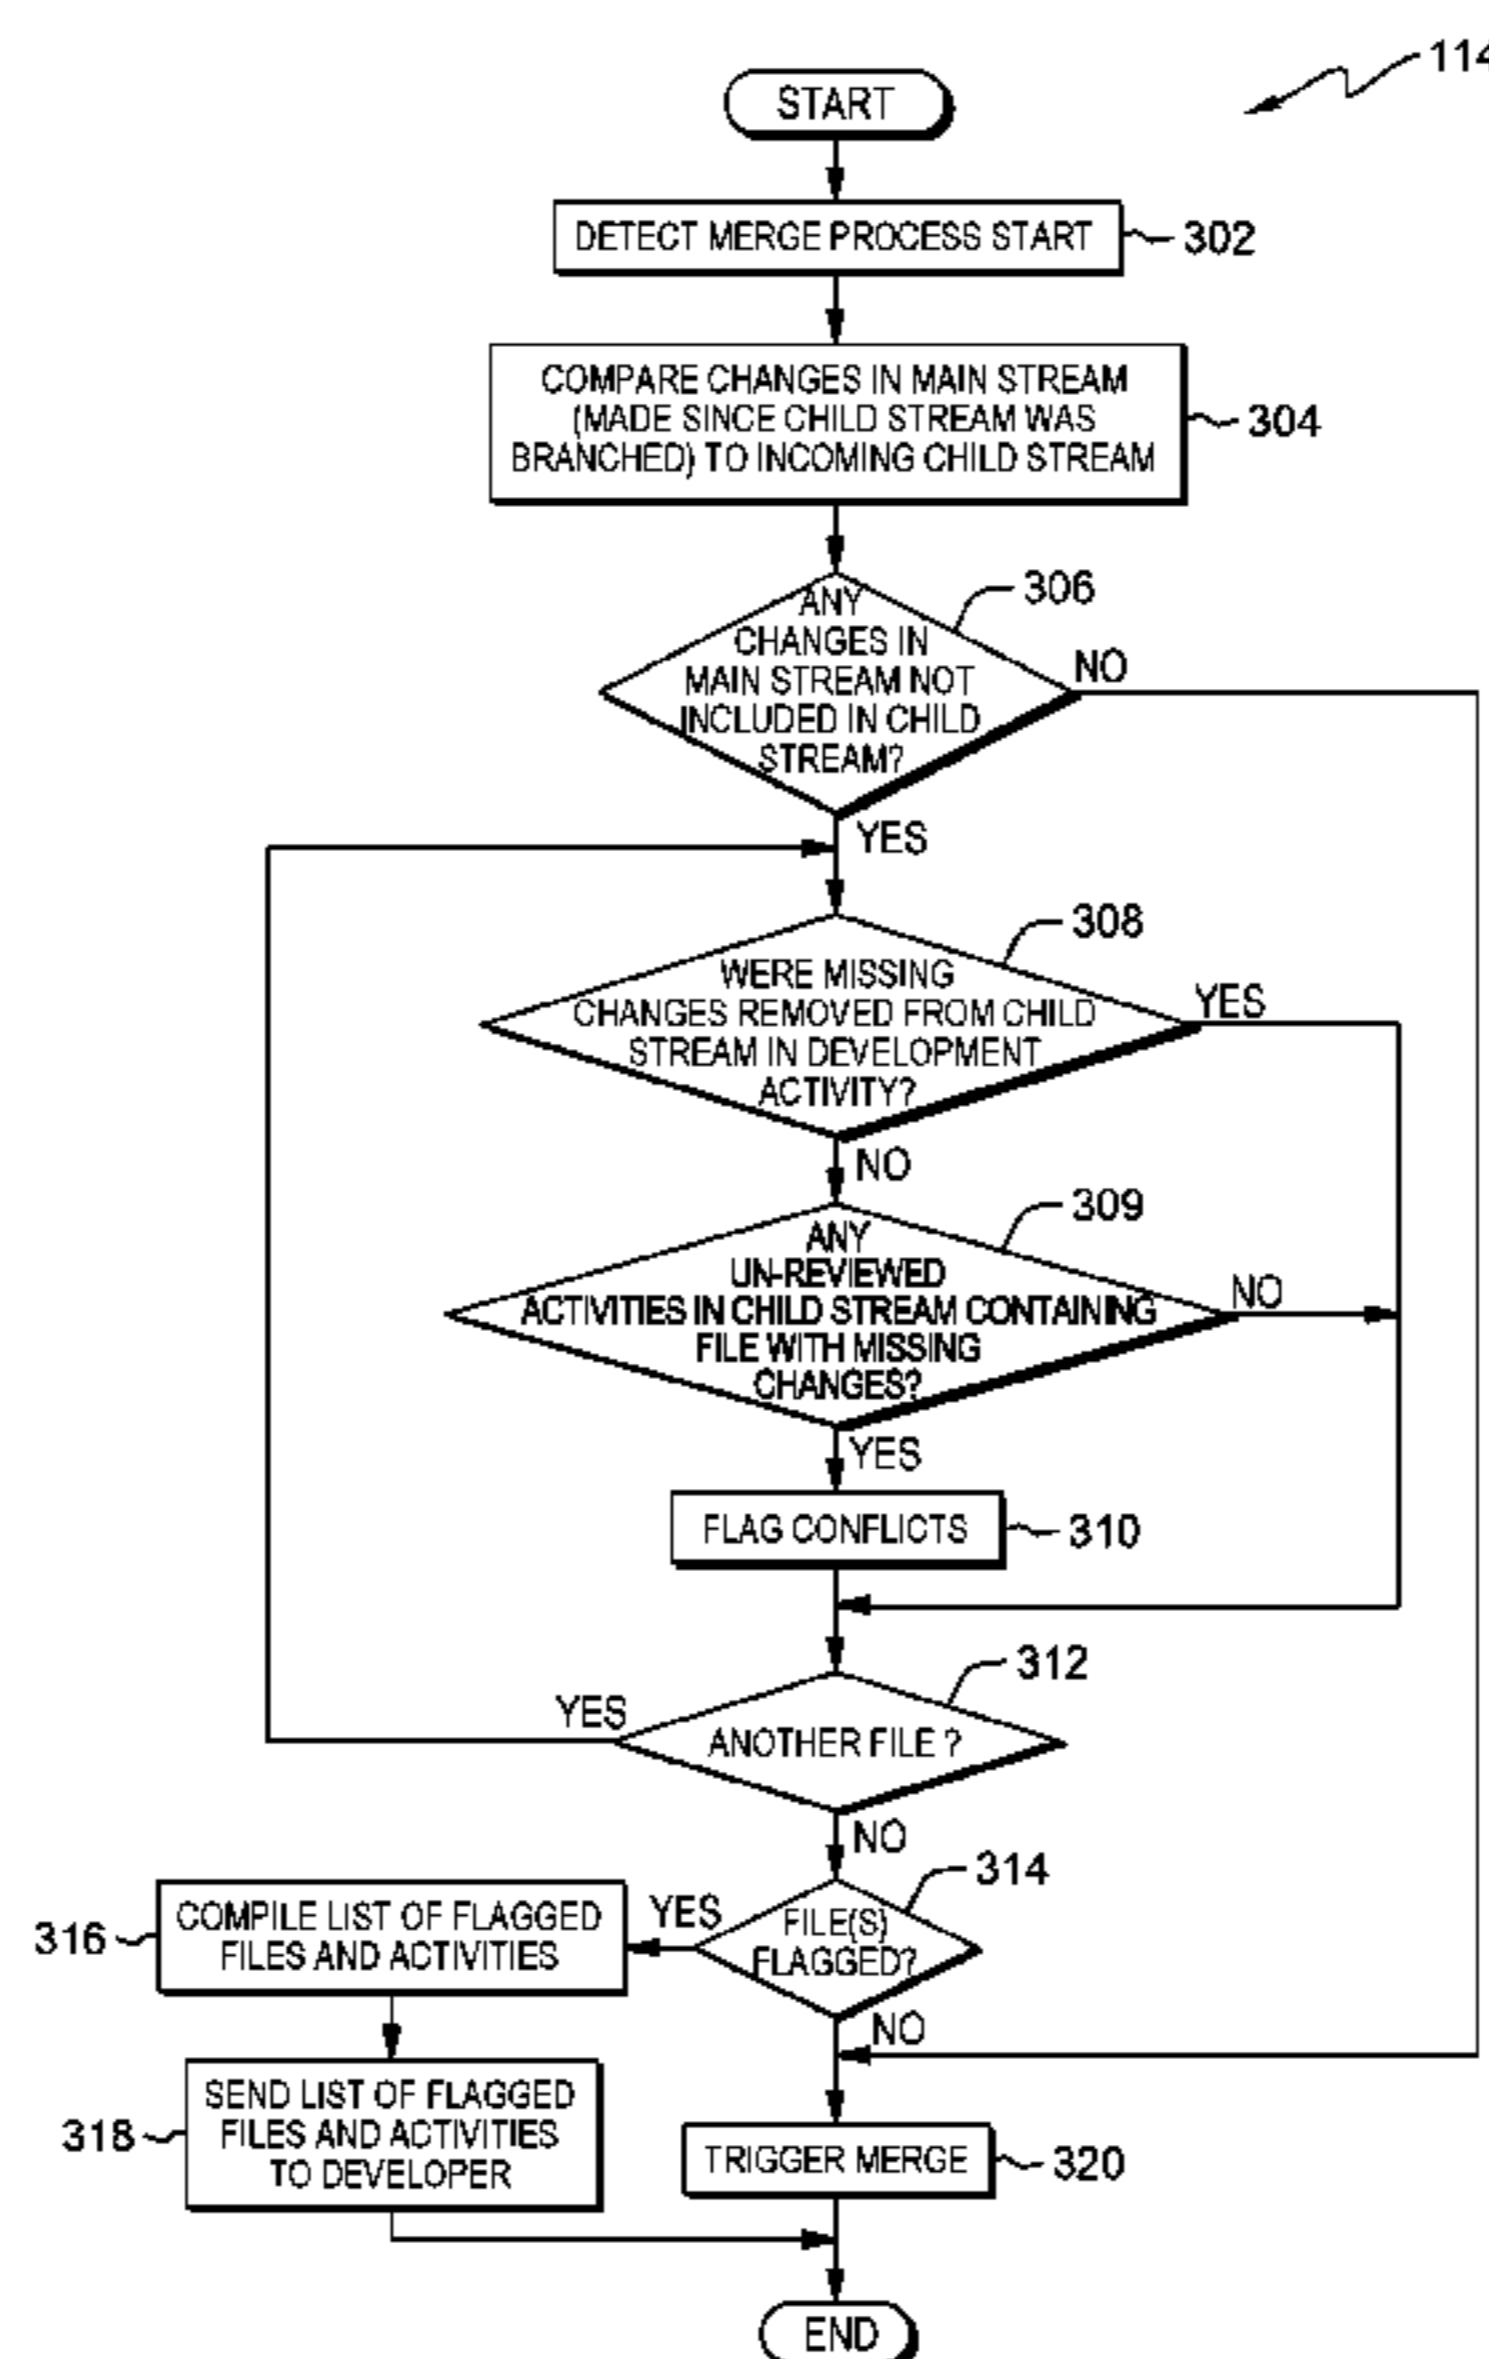 114
START
DETECT MERGE PROCESS START
302
COMPARE CHANGES IN MAIN STREAM
(MADE SINCE CHILD STREAM WAS
BRANCHED) TO INCOMING CHILD STREAM
304
306
ANY
CHANGES IN
MAIN STREAM NOT
INCLUDED IN CHILD
STREAM?
NO
YES
308
WERE MISSING
CHANGES REMOVED FROM CHILD
STREAM IN DEVELOPMENT
ACTIVITY?
YES
NO
309
ANY
UN-REVIEWED
ACTIVITIES IN CHILD STREAM CONTAINING
FILE WITH MISSING
CHANGES?
NO
YES
FLAG CONFLICTS
310
312
YES
ANOTHER FILE ?
NO
314
FILE(S)
FLAGGED?
YES
316
COMPILE LIST OF FLAGGED
FILES AND ACTIVITIES
NO
318
SEND LIST OF FLAGGED
FILES AND ACTIVITIES
TO DEVELOPER
TRIGGER MERGE
320
END